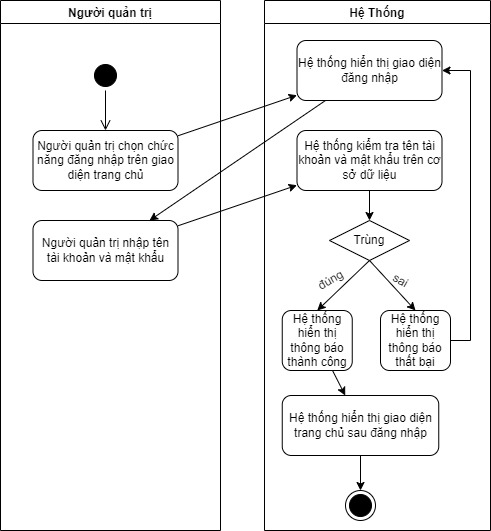 Người quản trị
Hệ Thống
Hệ thống hiển thị giao diện
đăng nhập
Người quản trị chọn chức
năng đăng nhập trên giao
diện trang chủ
Hệ thống kiểm tra tên tài
khoản và mật khẩu trên cơ
sở dữ liệu
Người quản trị nhập tên
tài khoản và mật khẩu
Trùng
đúng
sai
Hệ thống
hiển thị
thông báo
thành công
Hệ thống
hiển thị
thông báo
thất bại
Hệ thống hiển thị giao diện
trang chủ sau đăng nhập